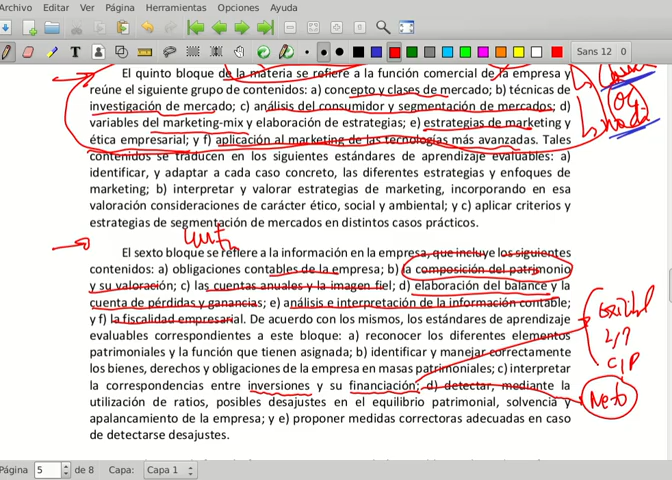 Archivo Editar Ver Página Herramientas Opciones Ayuda
Sans 12 0
El quinto bloque de la materia se refiere a la función comercial de la empresa y
reúne el siguiente grupo de contenidos: a) concepto y clases de mercado; b) técnicas de
investigación de mercado; c) análisis del consumidor y segmentación de mercados; d)
variables del marketing-mix y elaboración de estrategias; e) estrategias de marketing y
ética empresarial; y f) aplicación al marketing de las tecnologías más avanzadas. Tales
contenidos se traducen en los siguientes estándares de aprendizaje evaluables: a)
identificar, y adaptar a cada caso concreto, las diferentes estrategias y enfoques de
marketing; b) interpretar y valorar estrategias de marketing, incorporando en esa
valoración consideraciones de carácter ético, social y ambiental; y c) aplicar criterios y
estrategias de segmentación de mercados en distintos casos prácticos.
El sexto bloque se refiere a la información en la empresa, que incluye los siguientes
contenidos: a) obligaciones contables de la empresa; b) la composición del patrimonio
y su valoración; c) las cuentas anuales y la imagen fiel; d) elaboración del balance y la
cuenta de pérdidas y ganancias; e) análisis e interpretación de la información contable;
y f) la fiscalidad empresarial. De acuerdo con los mismos, los estándares de aprendizaje
evaluables correspondientes a este bloque: a) reconocer los diferentes elementos
patrimoniales y la función que tienen asignada; b) identificar y manejar correctamente
los bienes, derechos y obligaciones de la empresa en masas patrimoniales; c) interpretar
la correspondencias entre inversiones y su financiación; d) detectar, mediante la
utilización de ratios, posibles desajustes en el equilibrio patrimonial, solvencia y
apalancamiento de la empresa; y e) proponer medidas correctoras adecuadas en caso
de detectarse desajustes.
C/P
Neto
Página 5 de 8 Capa: Capa 1